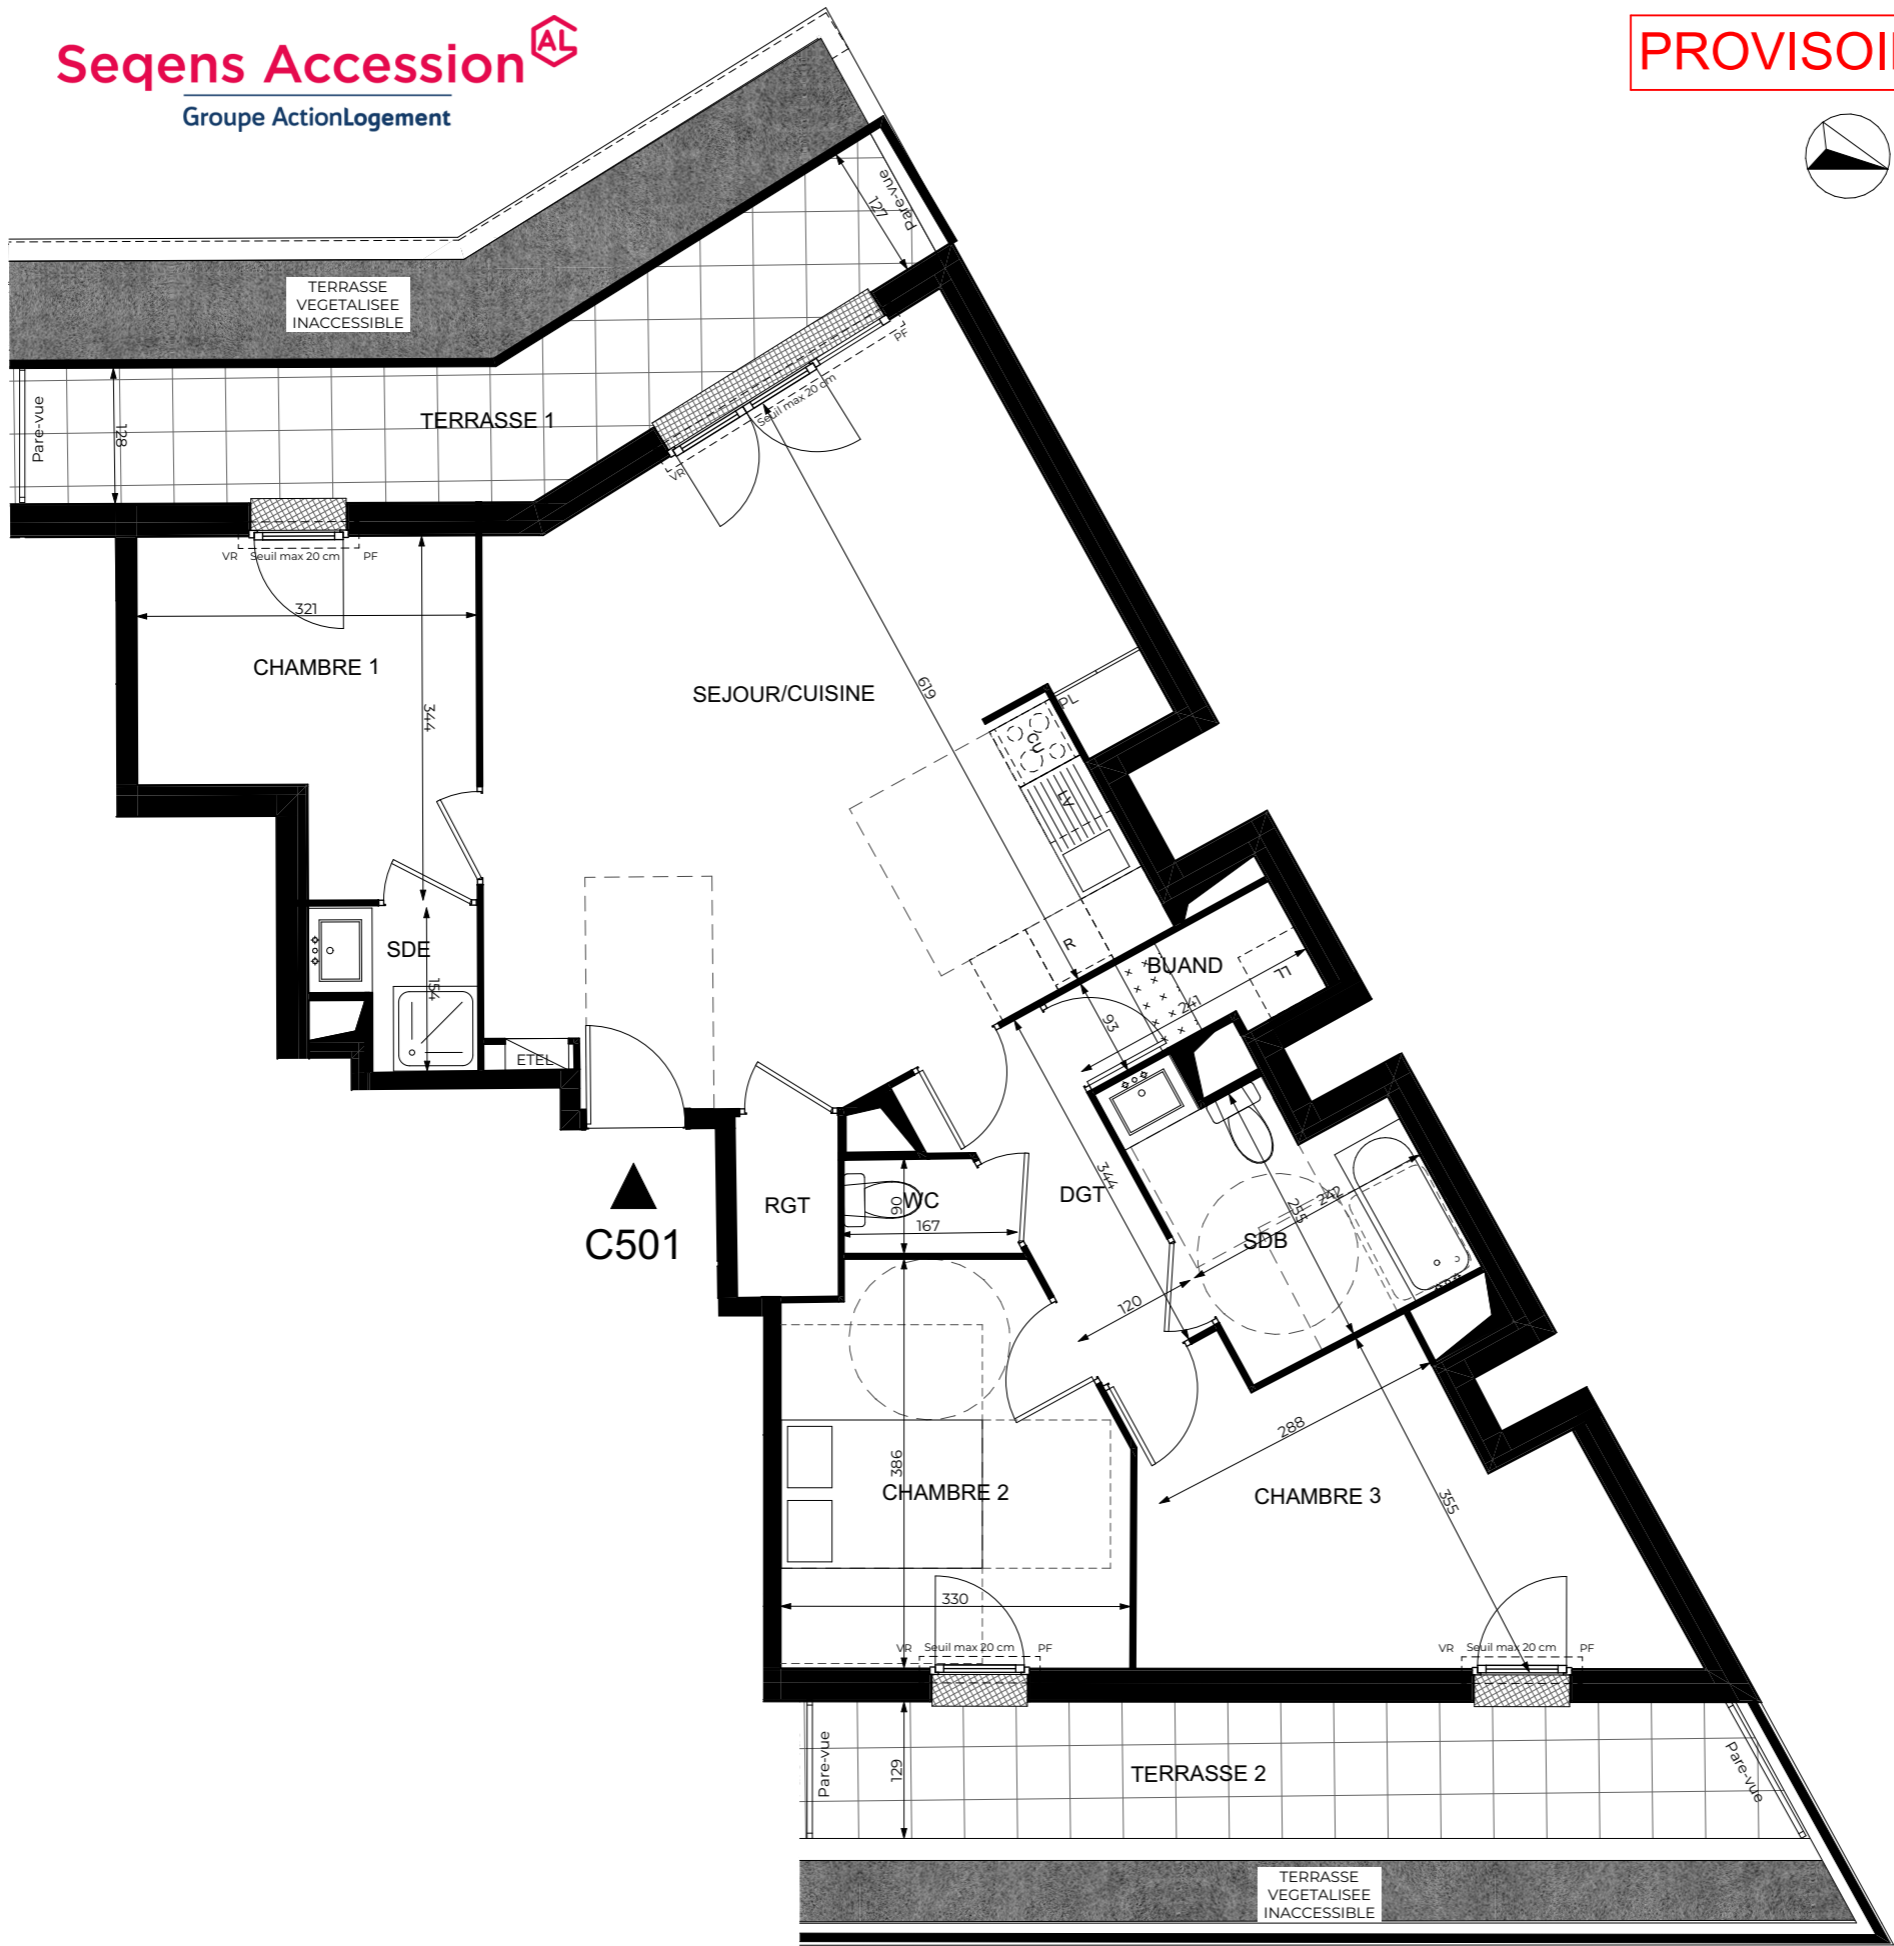 Seqens Accession
AL
Groupe ActionLogement
PROVISOI
TERRASSE
VEGETALISEE
INACCESSIBLE
Pare-vue
127
Pare-vue
128
TERRASSE 1
PF
Seuil max 20 cm
VR
VR Seuil max 20 cm PF
321
CHAMBRE 1
344
SEJOUR/CUISINE
619
PL
CU
LV
R
SDE
154
ETEL
BUAND
LL
241
93
C501
RGT
WC
90
167
DGT
344
SDB
255
242
120
386
CHAMBRE 2
330
288
CHAMBRE 3
355
VR Seuil max 20 cm PF
VR Seuil max 20 cm PF
Pare-vue
129
TERRASSE 2
Pare-vue
TERRASSE
VEGETALISEE
INACCESSIBLE